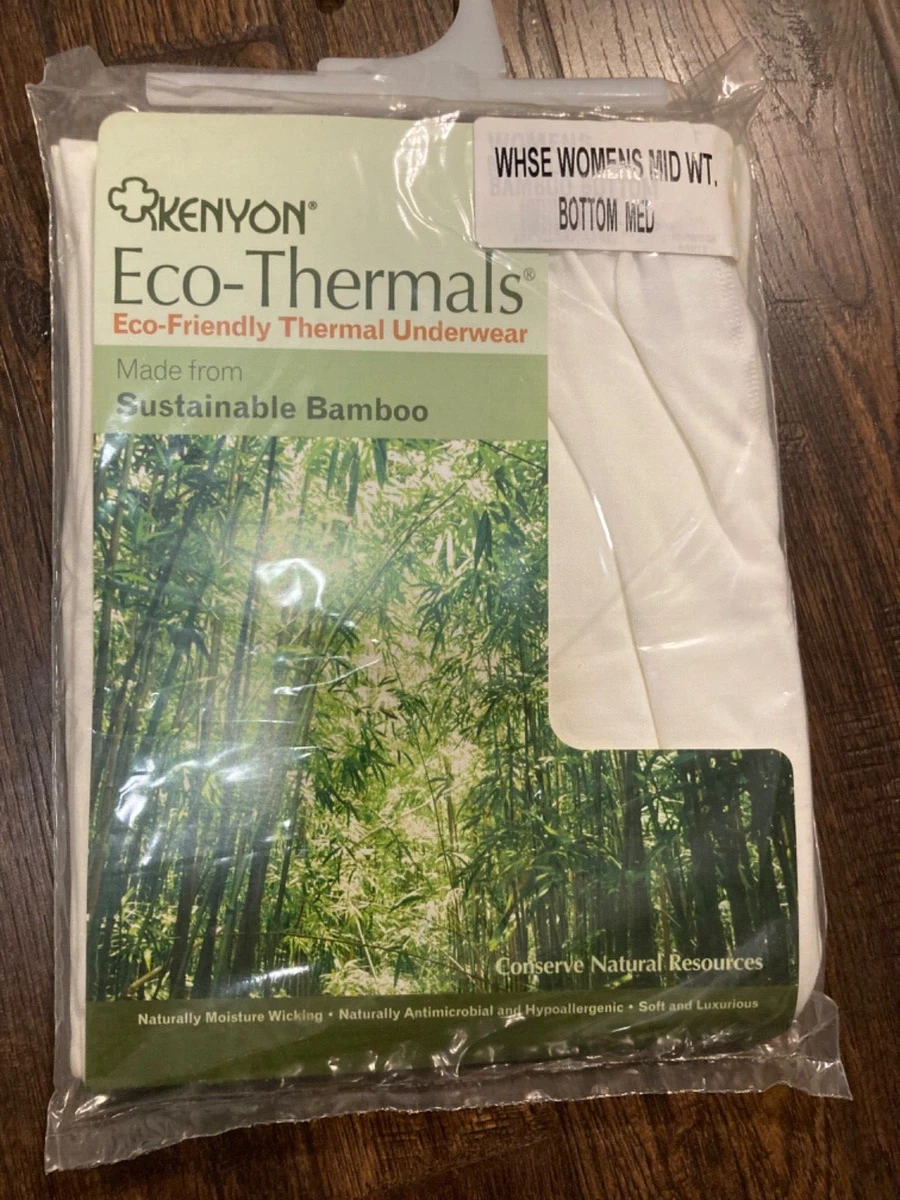 WHSE WOMENS MID WT.
BOTTOM MED
KENYON®
Eco-Thermals®
Eco-Friendly Thermal Underwear
Made from
Sustainable Bamboo
Conserve Natural Resources
Naturally Moisture Wicking • Naturally Antimicrobial and Hypoallergenic • Soft and Luxurious